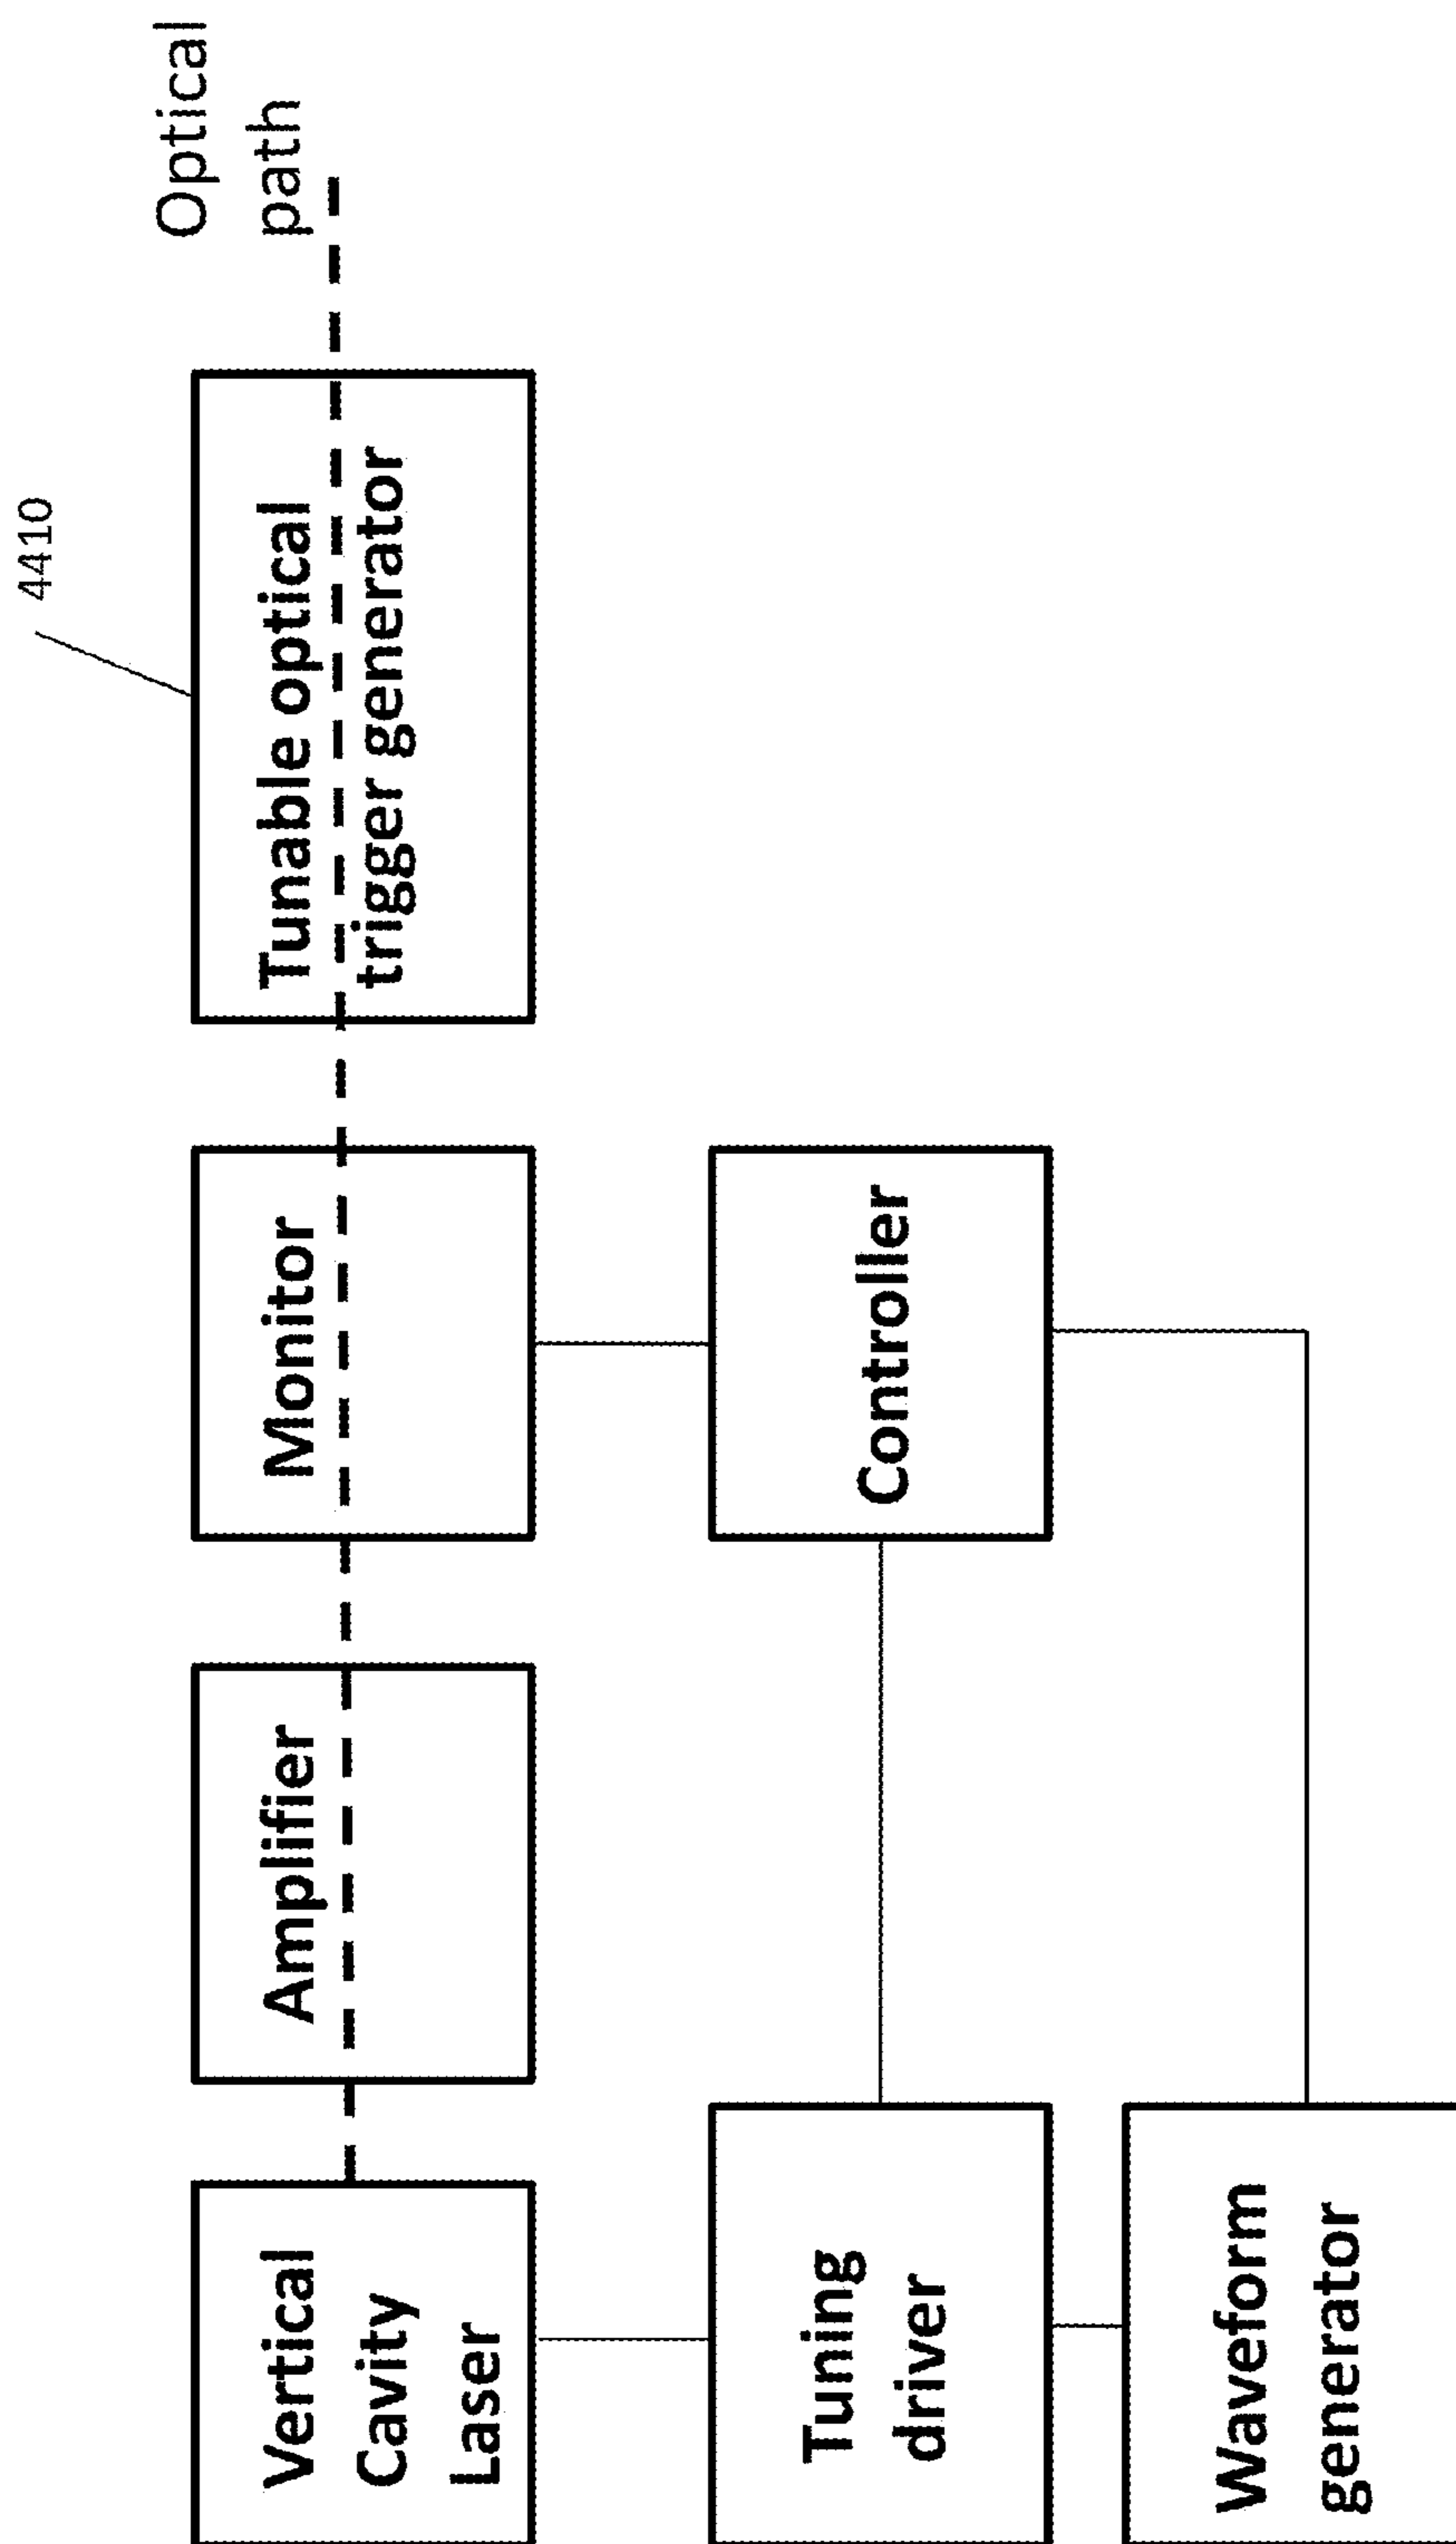 4410
Optical
path
Vertical
Cavity
Laser
Amplifier
Monitor
Tunable optical
trigger generator
Tuning
driver
Controller
Waveform
generator